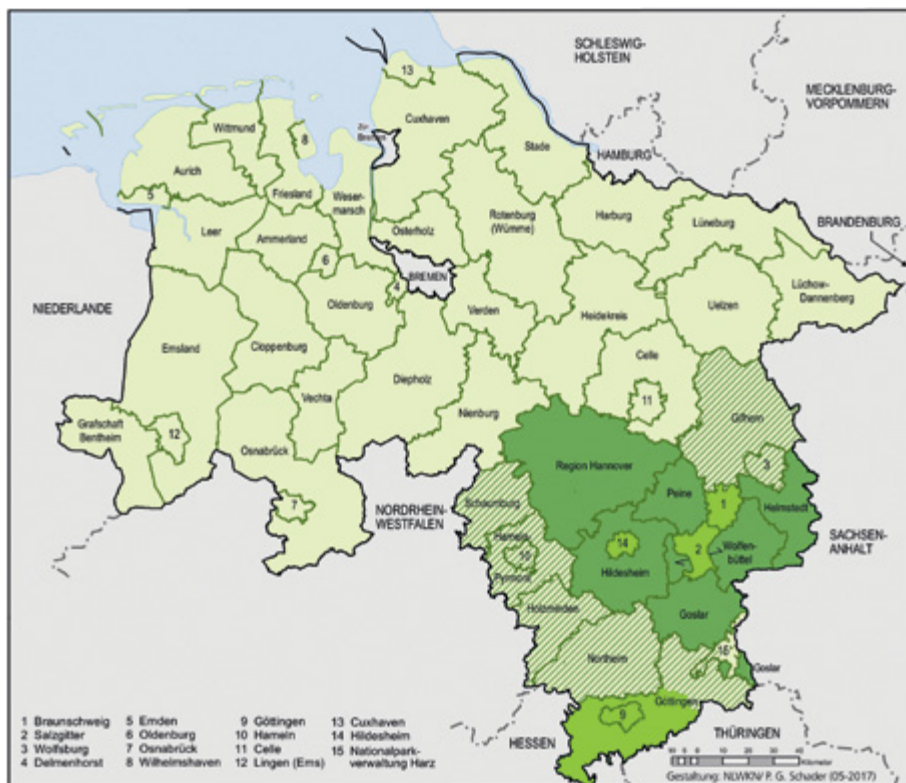 SCHLESWIG-
HOLSTEIN
MECKLENBURG-
VORPOMMERN
13
Cuxhaven
Wittmund
8
Stade
HAMBURG
Aurich
Friesland
Weser-
marsch
5
Leer
Ammerland
Osterholz
Rotenburg
(Wümme)
Harburg
Lüneburg
BRANDENBURG
6
BREMEN
4
NIEDERLANDE
Oldenburg
Verden
Heidekreis
Uelzen
Lüchow-
Dannenberg
Emsland
Cloppenburg
Celle
Vechta
Diepholz
11
Nienburg
Gifhorn
Grafschaft
Bentheim
12
Osnabrück
3
Region Hannover
NORDRHEIN-
WESTFALEN
Schaumburg
Peine
1
Helmstedt
7
SACHSEN-
ANHALT
Hameln
10
Pyrmont
14
Hildesheim
2
Wolfen-
büttel
Holzminden
Goslar
Northeim
Goslar
Göttingen
9
HESSEN
THÜRINGEN
1 Braunschweig
2 Salzgitter
3 Wolfsburg
4 Delmenhorst
5 Emden
6 Oldenburg
7 Osnabrück
8 Wilhelmshaven
9 Göttingen
10 Hameln
11 Celle
12 Lingen (Ems)
13 Cuxhaven
14 Hildesheim
15 Nationalpark-
verwaltung Harz
Kilometer
Gestaltung: NLWKN/ P. G. Schader (05-2017)